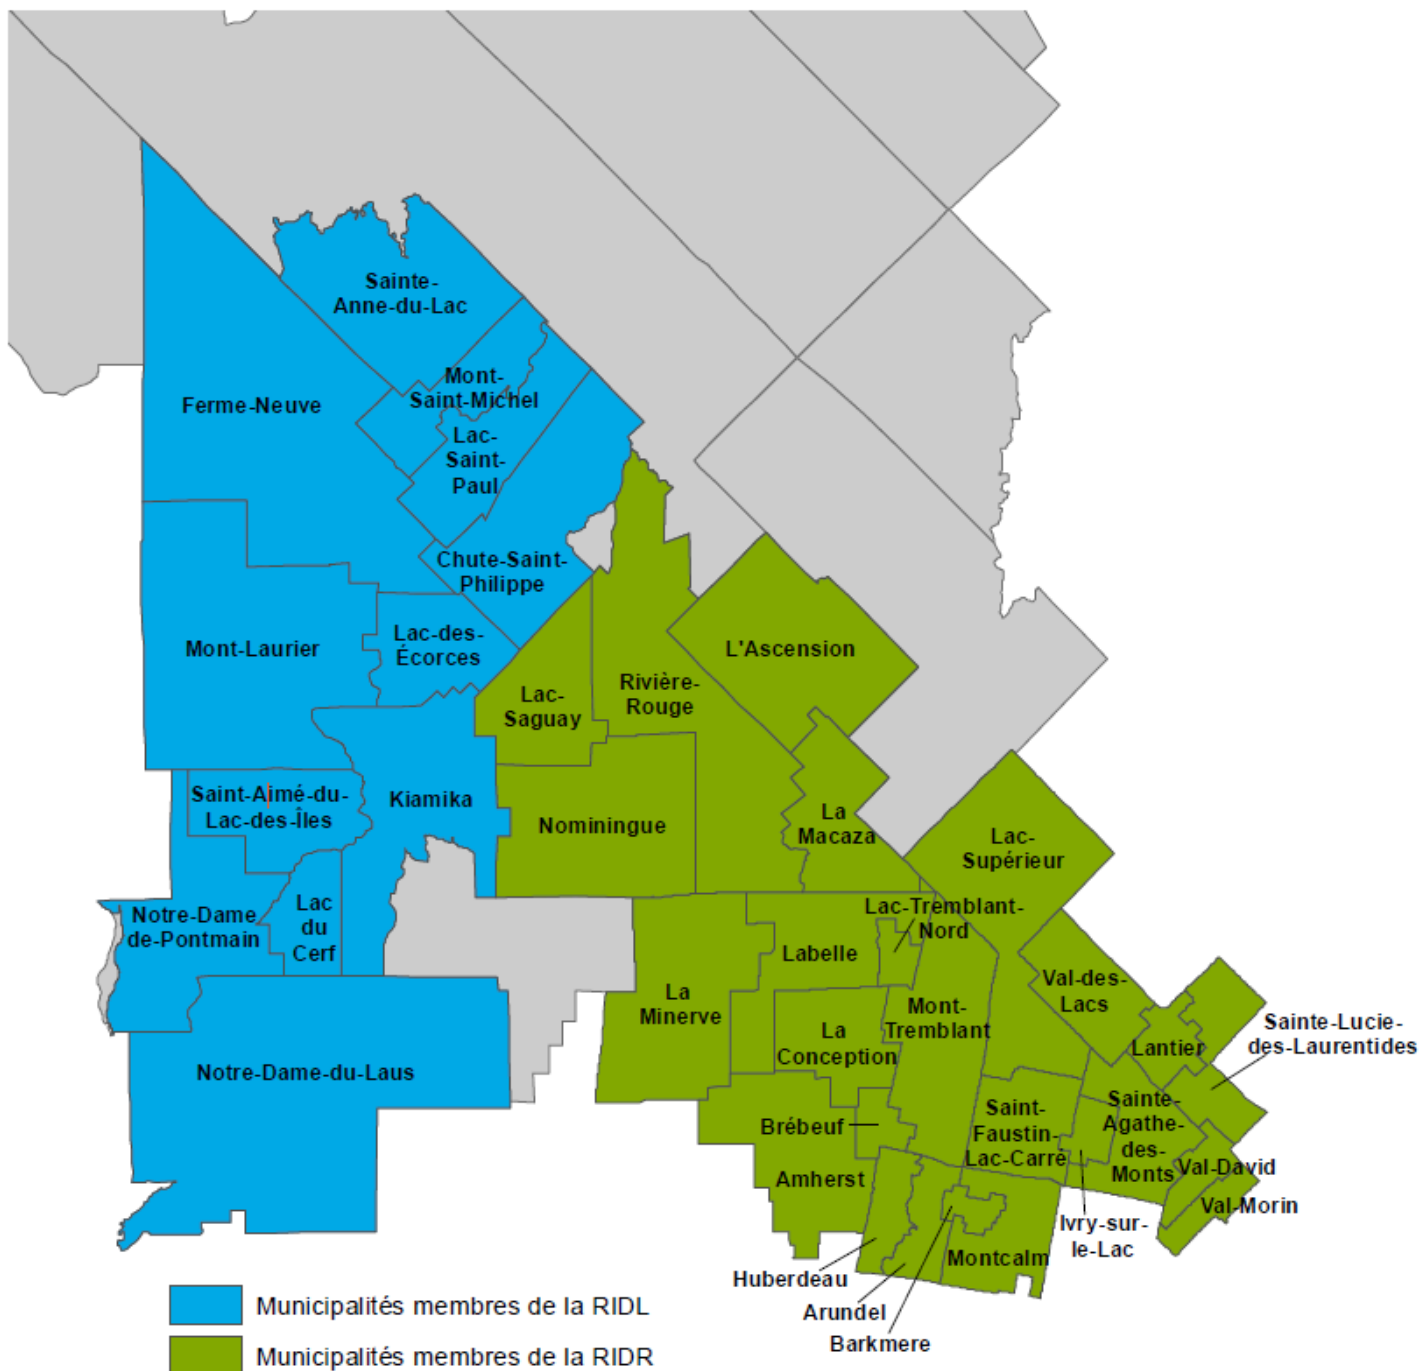 Sainte-
Anne-du-Lac
Mont-
Saint-Michel
Ferme-Neuve
Lac-
Saint-
Paul
Chute-Saint-
Philippe
Mont-Laurier
Lac-des-
Écorces
L'Ascension
Rivière-
Rouge
Lac-
Saguay
Saint-Aimé-du-
Lac-des-Îles
Kiamika
Nominingue
La
Macaza
Lac-
Supérieur
Notre-Dame
de-Pontmain
Lac
du
Cerf
Lac-Tremblant-
Nord
Labelle
Val-des-
Lacs
La
Minerve
Mont-
Tremblant
La
Conception
Lantier
Sainte-Lucie-
des-Laurentides
Notre-Dame-du-Laus
Brébeuf
Saint-
Faustin-
Lac-Carré
Sainte-
Agathe-
des-
Monts
Amherst
Val-David
Val-Morin
Ivry-sur-
le-Lac
Montcalm
Huberdeau
Arundel
Barkmere
Municipalités membres de la RIDL
Municipalités membres de la RIDR